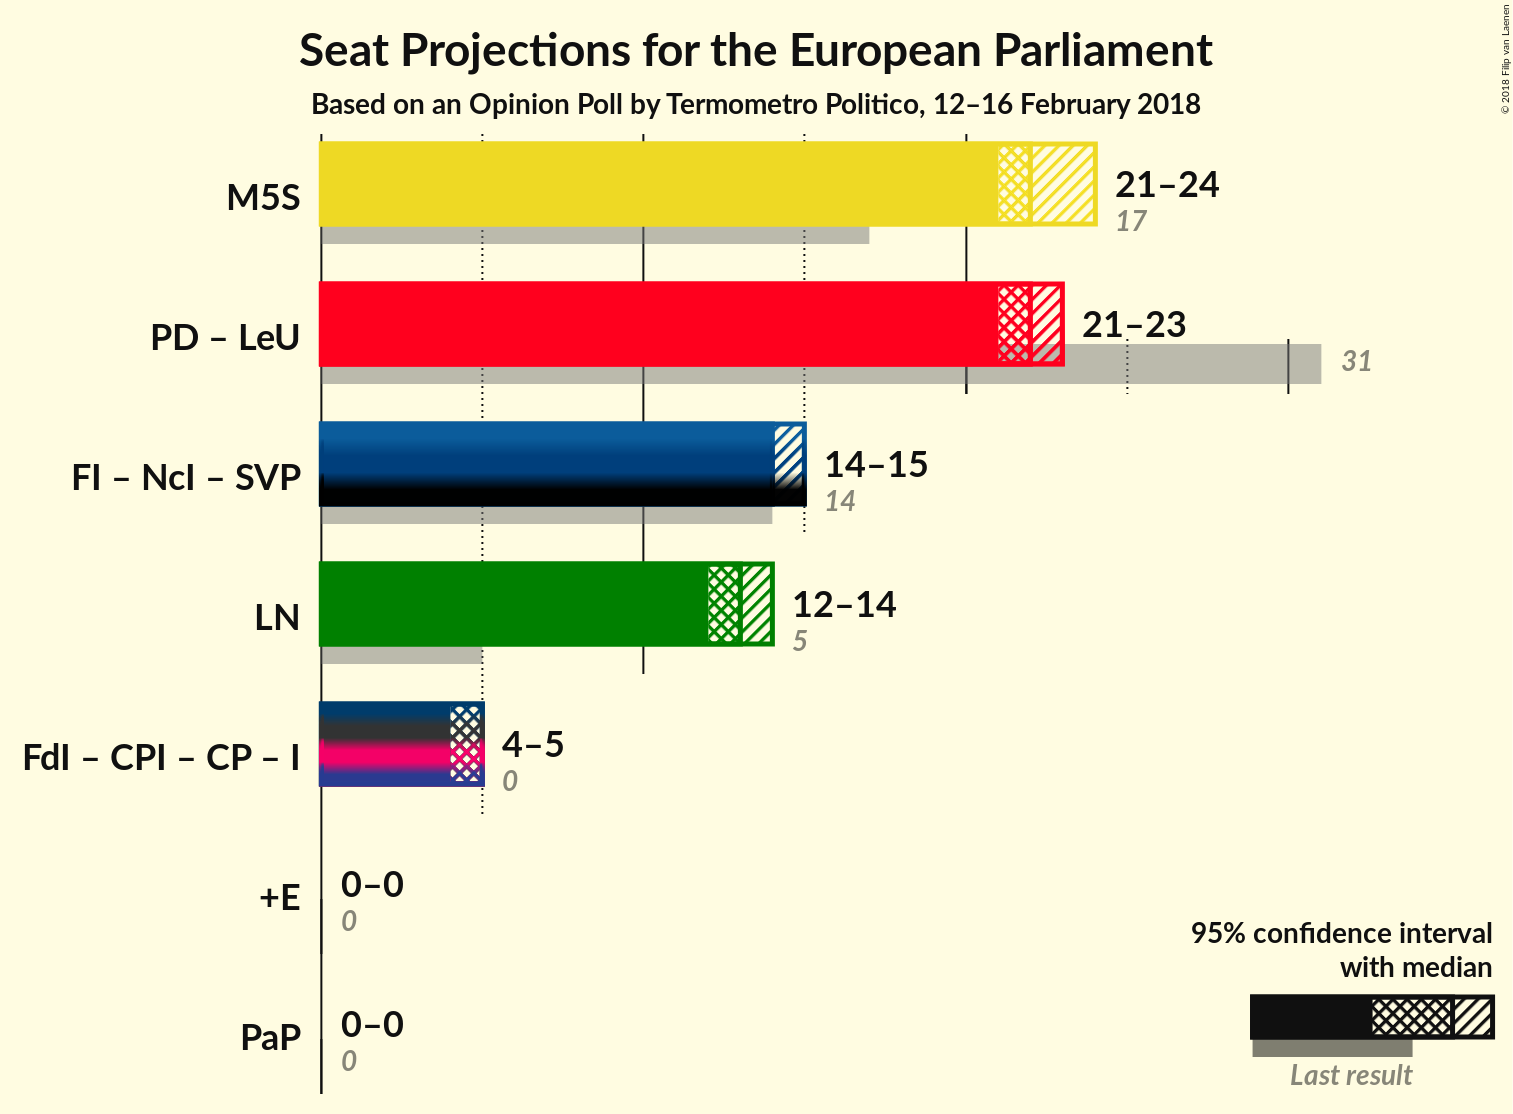 Seat Projections for the European Parliament
Based on an Opinion Poll by Termometro Politico, 12–16 February 2018
© 2018 Filip van Laenen
M5S
21–24
17
PD – LeU
21–23
31
FI – NcI – SVP
14–15
14
LN
12–14
5
FdI – CPI – CP – I
4–5
0
+E
0–0
0
PaP
0–0
0
95% confidence interval
with median
Last result